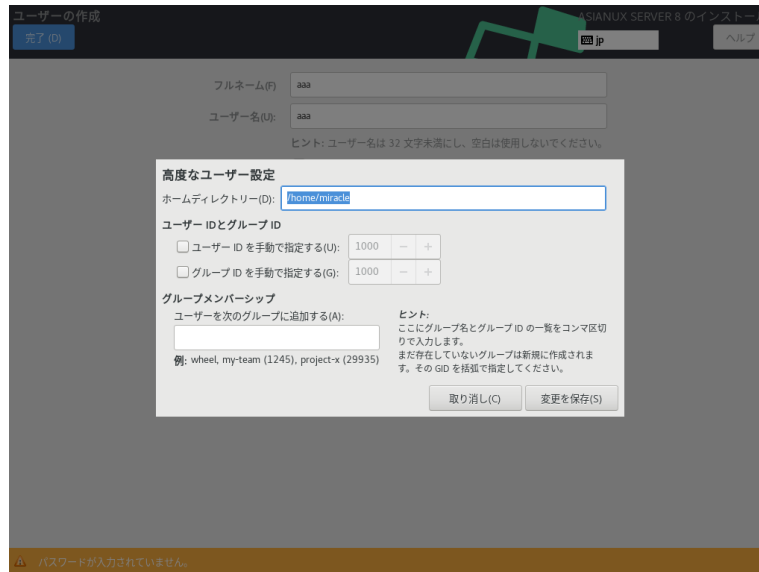 ユーザーの作成
ASIANUX SERVER 8 のインストー
完了 (D)
jp
ヘルプ
フルネーム(F)
aaa
ユーザー名(U):
aaa
ヒント: ユーザー名は 32 文字未満にし、空白は使用しないでください。
高度なユーザー設定
ホームディレクトリー(D):
/home/miracle
ユーザー IDとグループ ID
ユーザー ID を手動で指定する(U):
1000
グループ ID を手動で指定する(G):
1000
グループメンバーシップ
ユーザーを次のグループに追加する(A):
例: wheel, my-team (1245), project-x (29935)
ヒント:
ここにグループ名とグループ ID の一覧をコンマ区切
りで入力します。
まだ存在していないグループは新規に作成されま
す。その GID を括弧で指定してください。
取り消し(C)
変更を保存(S)
パスワードが入力されていません。